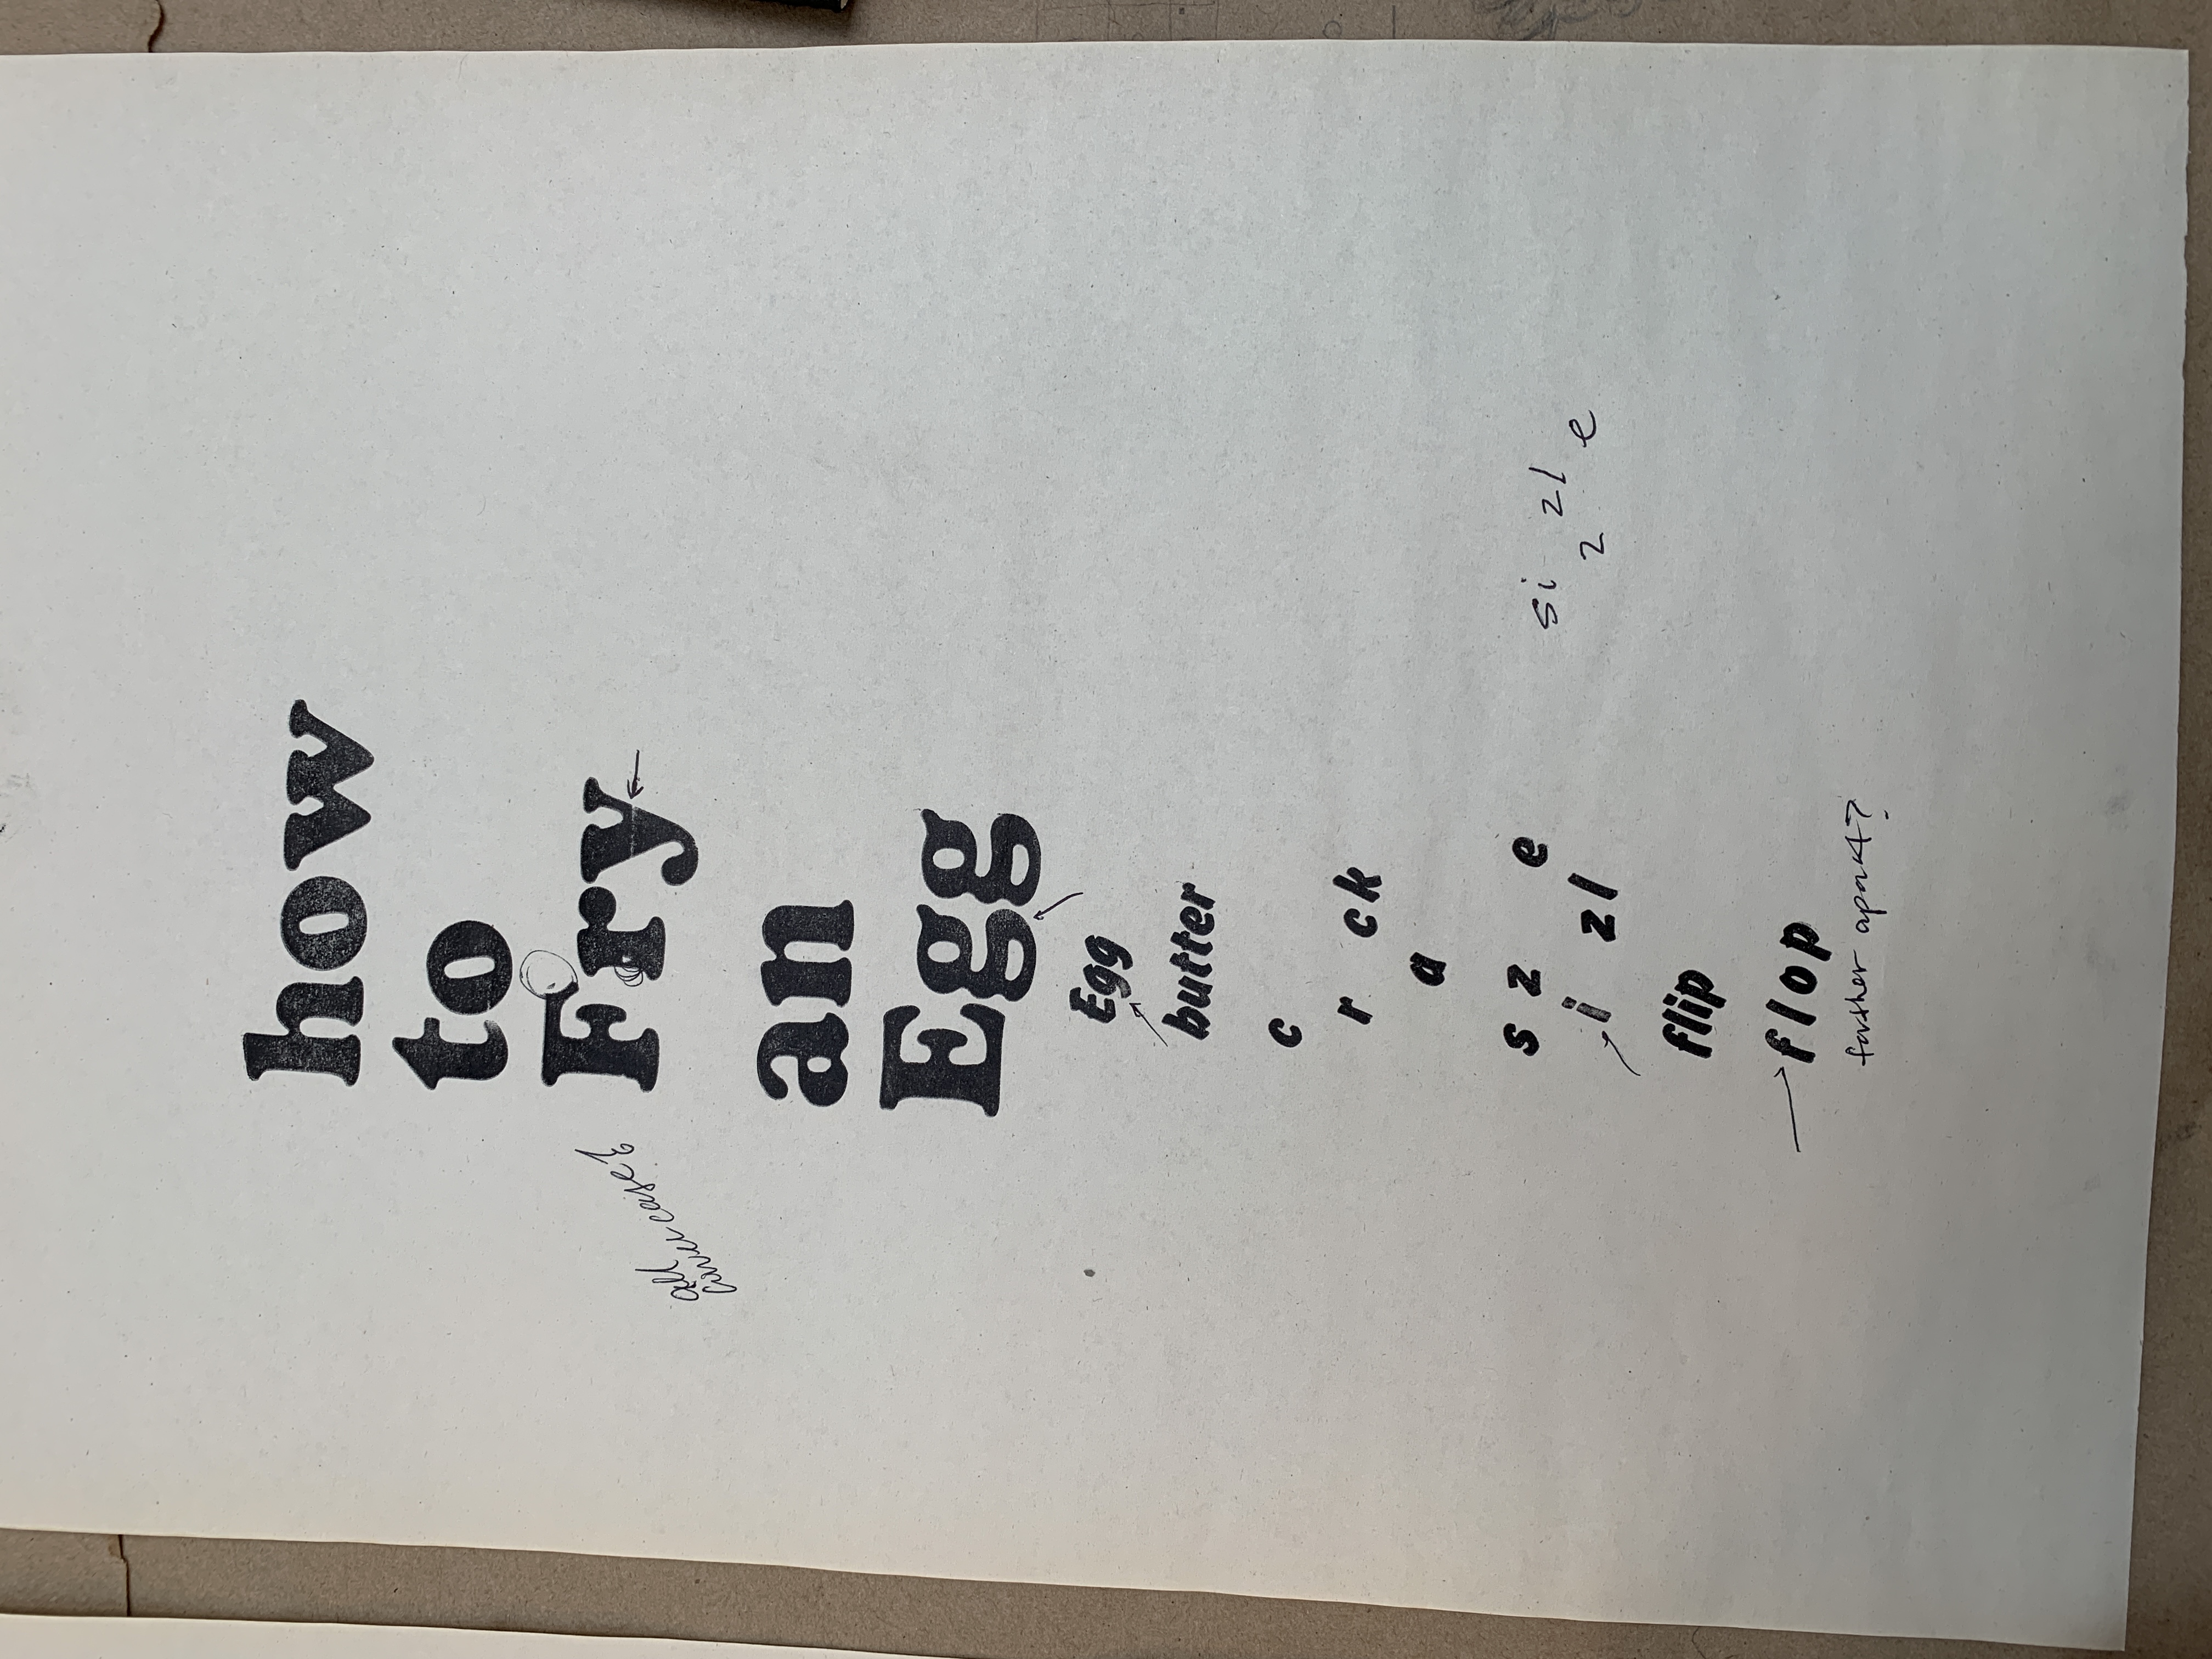 how
to
Fry
all
lowercase?
an
Egg
Egg
butter
c
r ck
a
s z e
i zl
si zl
z e
flip
flop
farther apart?